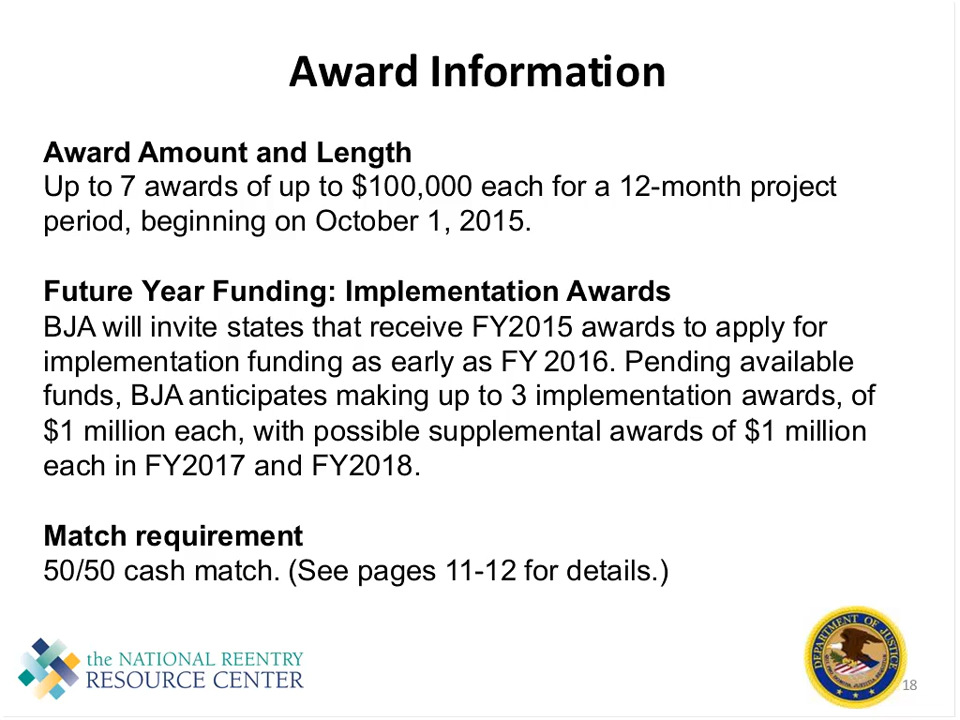 Award Information
Award Amount and Length
Up to 7 awards of up to $100,000 each for a 12-month project
period, beginning on October 1, 2015.
Future Year Funding: Implementation Awards
BJA will invite states that receive FY2015 awards to apply for
implementation funding as early as FY 2016. Pending available
funds, BJA anticipates making up to 3 implementation awards, of
$1 million each, with possible supplemental awards of $1 million
each in FY2017 and FY2018.
Match requirement
50/50 cash match. (See pages 11-12 for details.)
the NATIONAL REENTRY
RESOURCE CENTER
DEPARTMENT OF JUSTICE
18